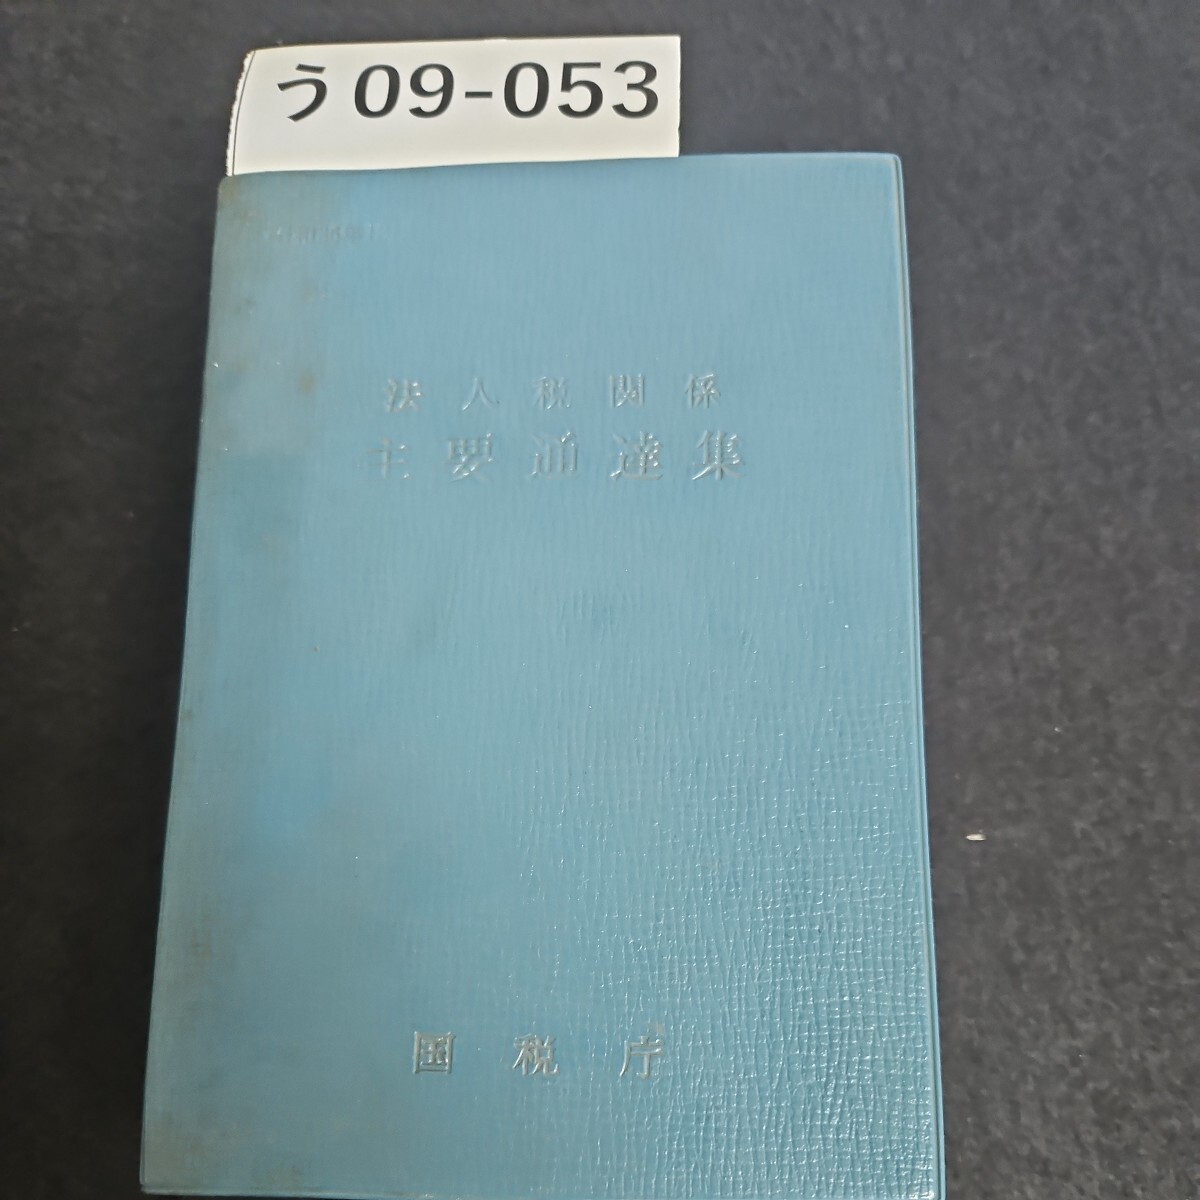 う09-053
法人税関係
主要通達集
国税庁